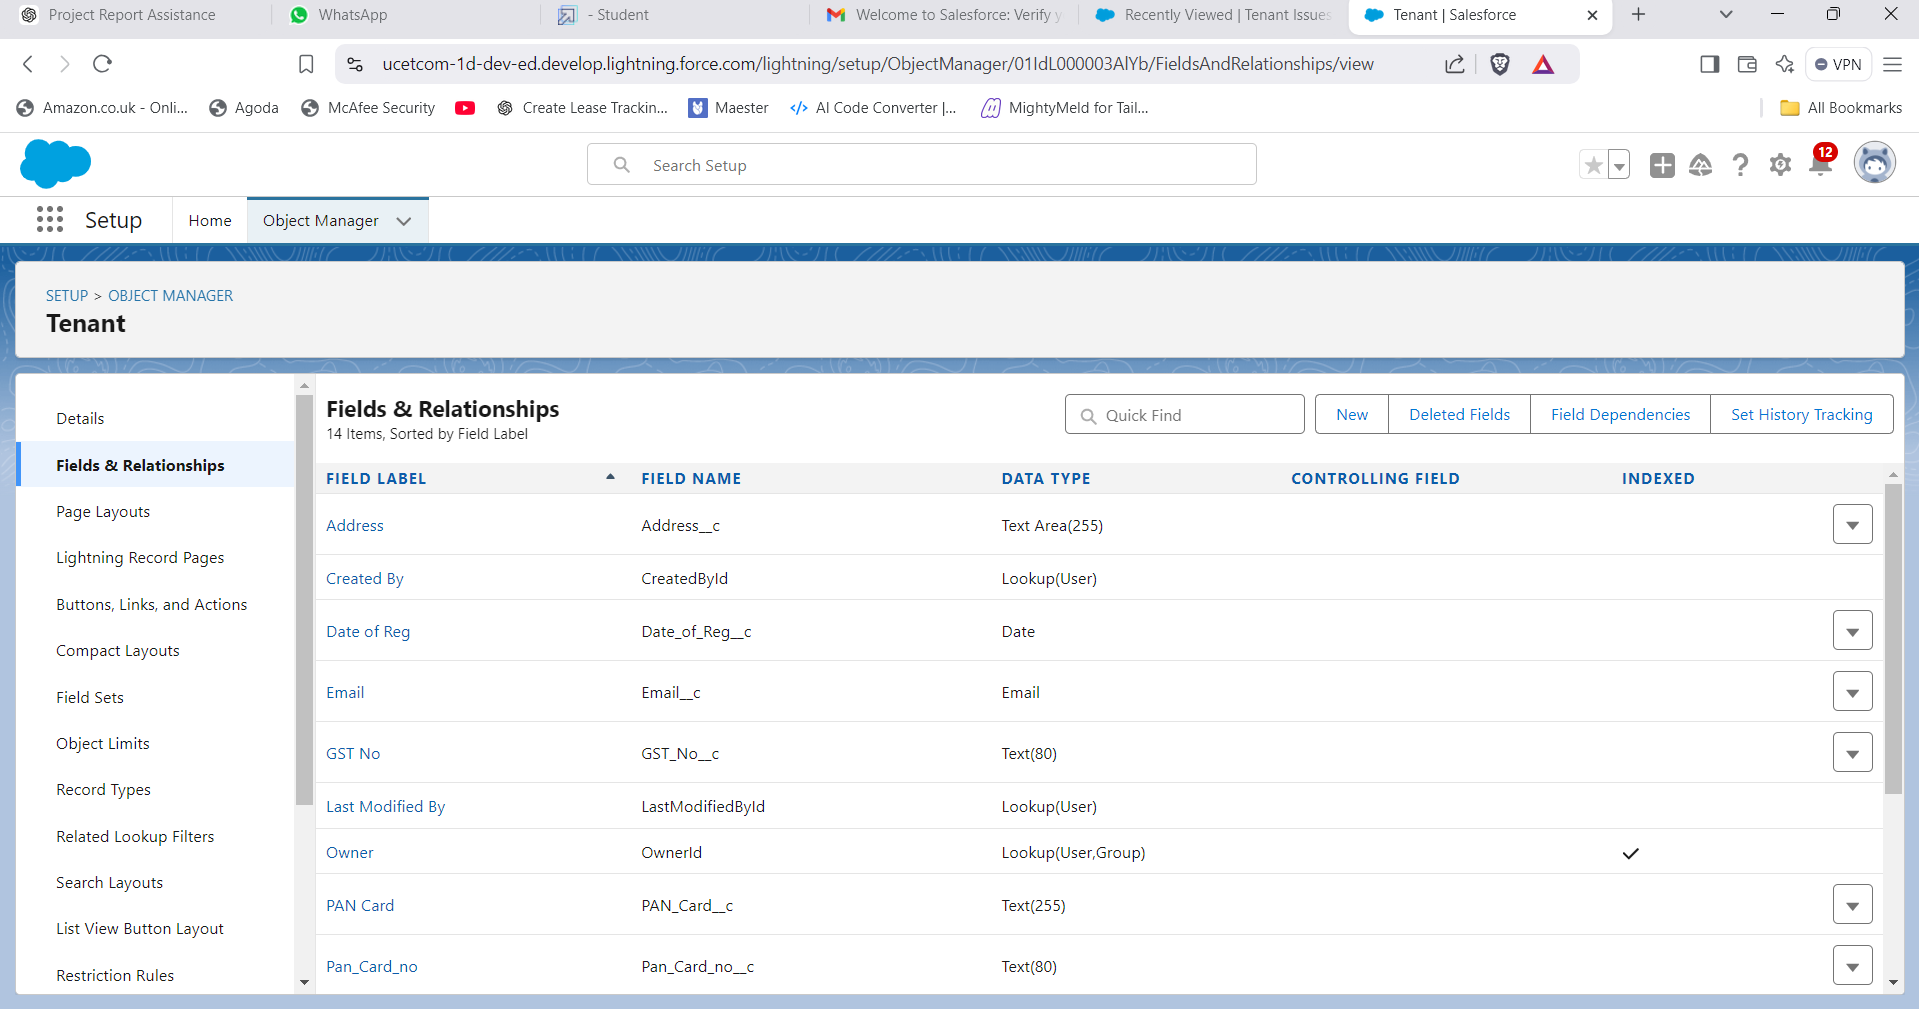 Project Report Assistance
WhatsApp
- Student
Welcome to Salesforce: Verify y
Recently Viewed | Tenant Issues
Tenant | Salesforce
ucetcom-1d-dev-ed.develop.lightning.force.com/lightning/setup/ObjectManager/01IdL000003AlYb/FieldsAndRelationships/view
VPN
Amazon.co.uk - Onli...
Agoda
McAfee Security
Create Lease Trackin...
Maester
AI Code Converter |...
MightyMeld for Tail...
All Bookmarks
Search Setup
12
Setup
Home
Object Manager
SETUP > OBJECT MANAGER
Tenant
Details
Fields & Relationships
Page Layouts
Lightning Record Pages
Buttons, Links, and Actions
Compact Layouts
Field Sets
Object Limits
Record Types
Related Lookup Filters
Search Layouts
List View Button Layout
Restriction Rules
Fields & Relationships
14 Items, Sorted by Field Label
Quick Find
New
Deleted Fields
Field Dependencies
Set History Tracking
FIELD LABEL FIELD NAME DATA TYPE CONTROLLING FIELD INDEXED
Address Address__c Text Area(255)
Created By CreatedById Lookup(User)
Date of Reg Date_of_Reg__c Date
Email Email__c Email
GST No GST_No__c Text(80)
Last Modified By LastModifiedById Lookup(User)
Owner OwnerId Lookup(User,Group)
PAN Card PAN_Card__c Text(255)
Pan_Card_no Pan_Card_no__c Text(80)